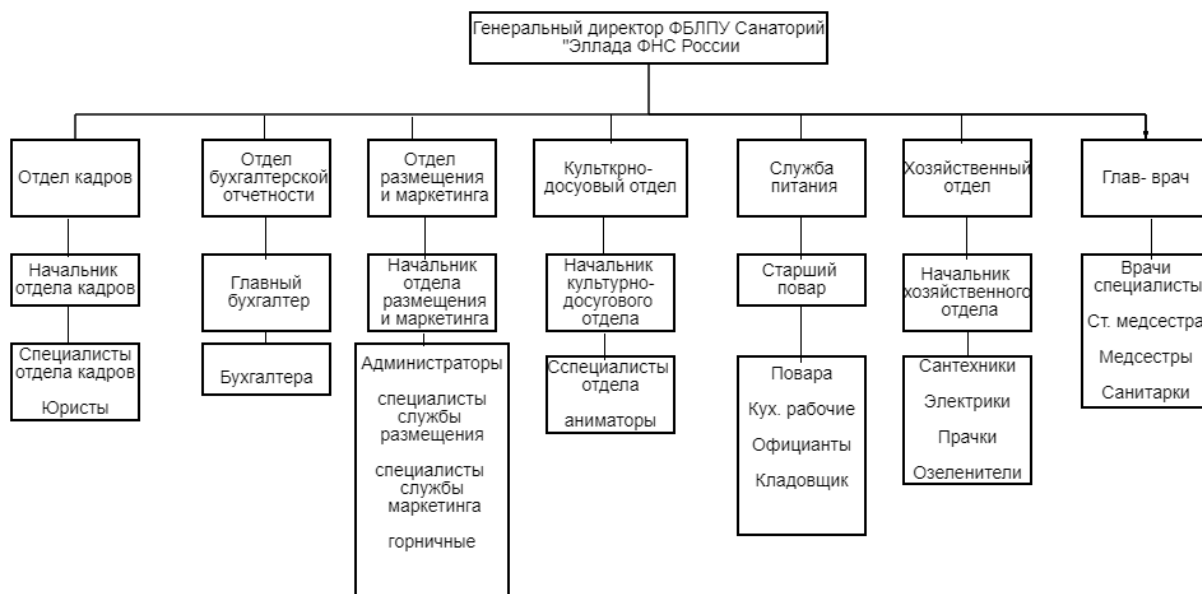 Генеральный директор ФБЛПУ Санаторий
"Эллада ФНС России
Отдел кадров
Отдел
бухгалтерской
отчетности
Отдел
размещения
и маркетинга
Культкрно-
досуовый отдел
Служба
питания
Хозяйственный
отдел
Глав- врач
Начальник
отдела кадров
Главный
бухгалтер
Начальник
отдела
размещения
и маркетинга
Начальник
культурно-
досугового
отдела
Старший
повар
Начальник
хозяйственного
отдела
Врачи
специалисты
Ст. медсестра
Медсестры
Санитарки
Специалисты
отдела кадров
Юристы
Бухгалтера
Администраторы
специалисты
службы
размещения
специалисты
службы
маркетинга
горничные
Сспециалисты
отдела
аниматоры
Повара
Кух. рабочие
Официанты
Кладовщик
Сантехники
Электрики
Прачки
Озеленители